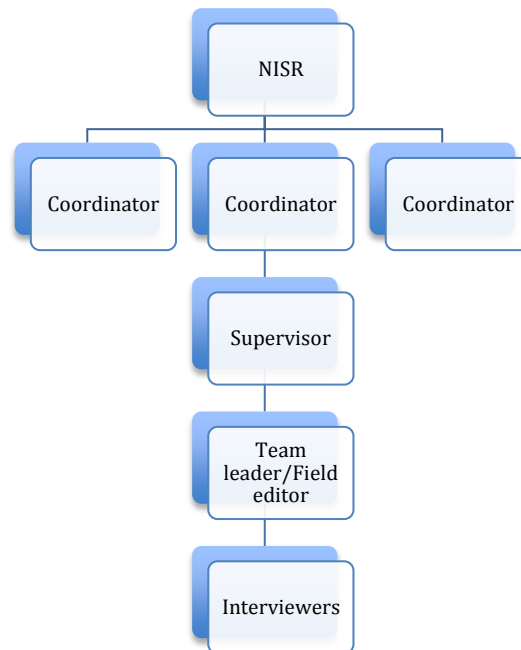 NISR
Coordinator
Coordinator
Coordinator
Supervisor
Team
leader/Field
editor
Interviewers